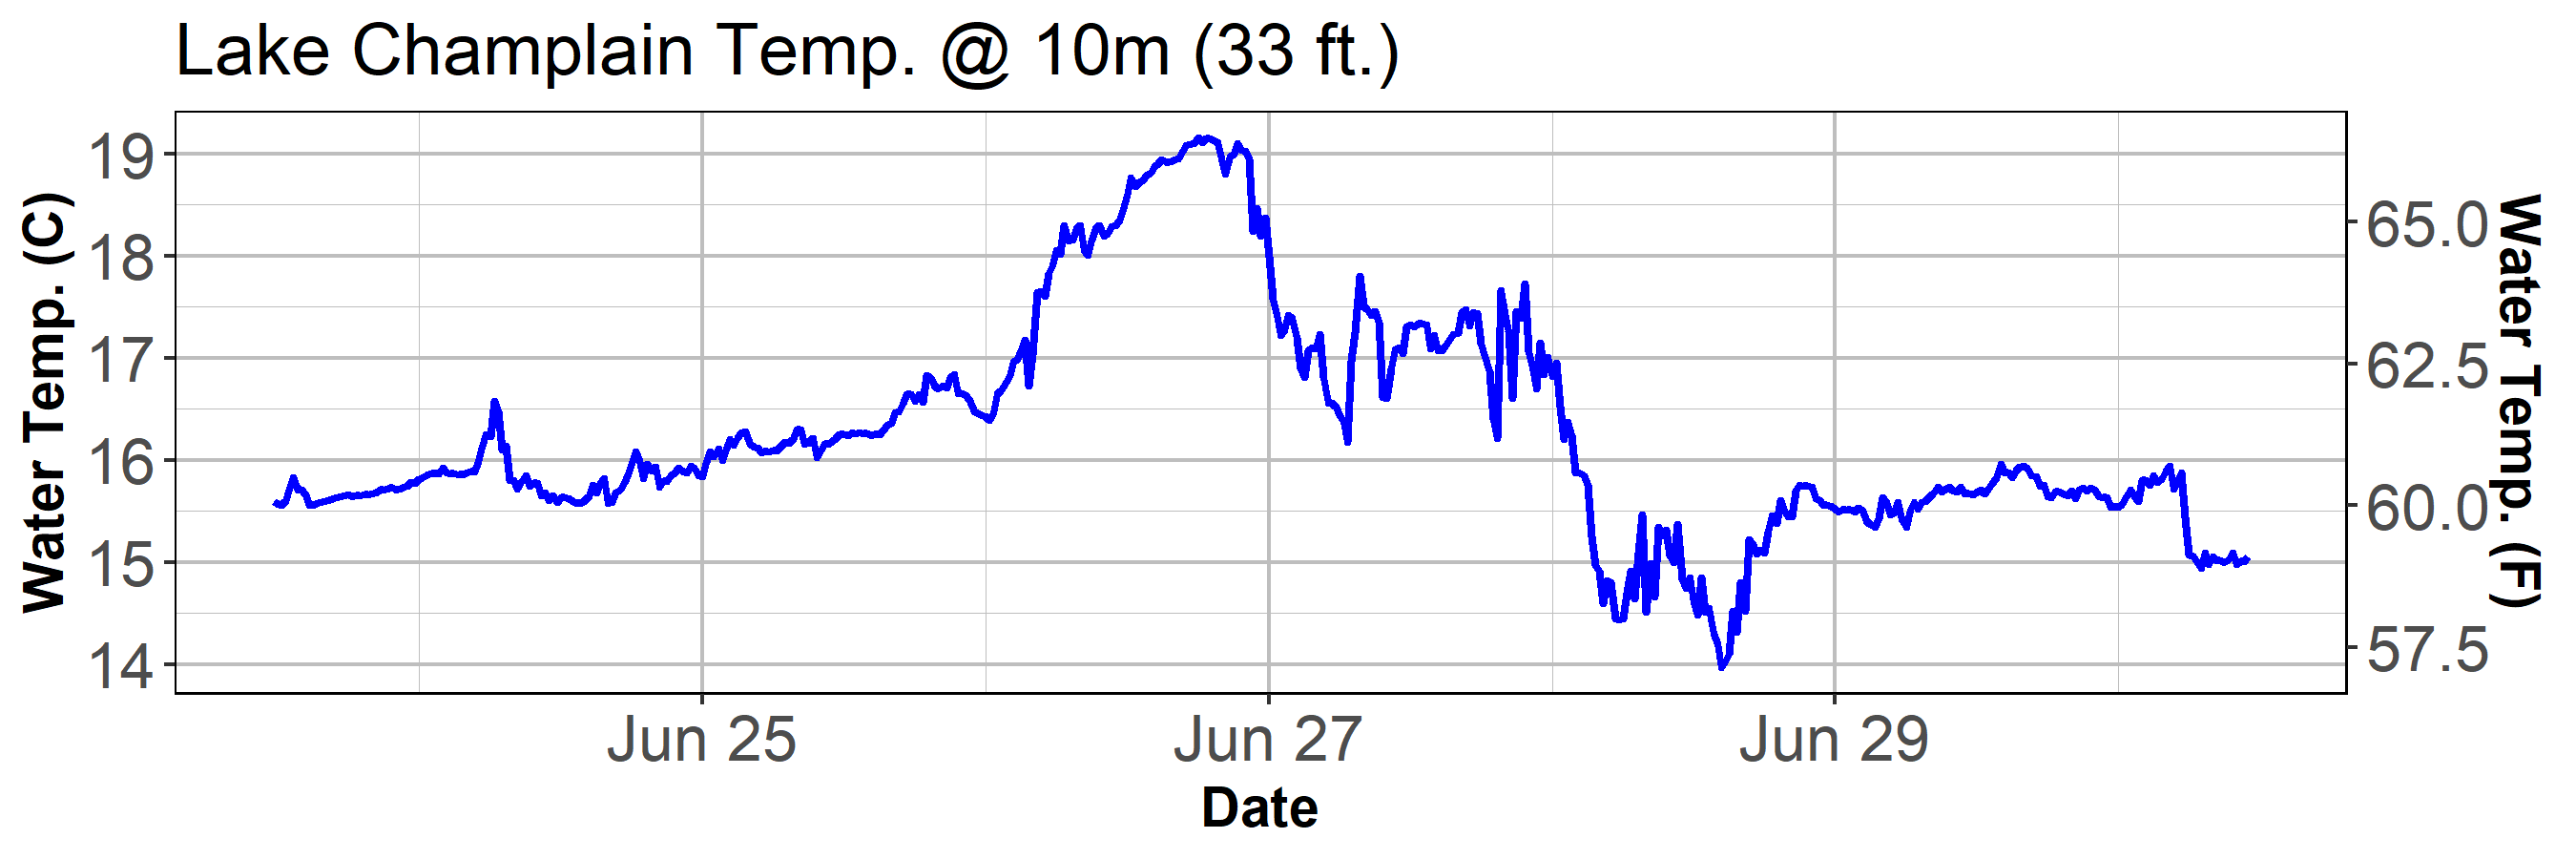 Lake Champlain Temp. @ 10m (33 ft.)
Water Temp. (C)
19
18
17
16
15
14
65.0
62.5
60.0
57.5
Water Temp. (F)
Jun 25
Jun 27
Jun 29
Date